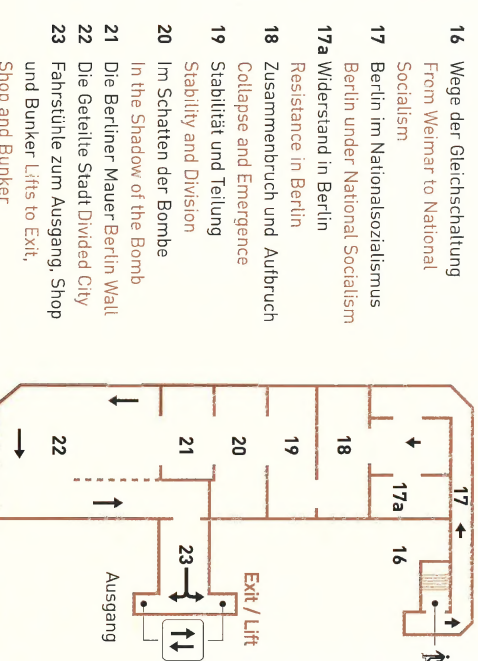 16 Wege der Gleichschaltung
From Weimar to National
Socialism
17 Berlin im Nationalsozialismus
Berlin under National Socialism
17a Widerstand in Berlin
Resistance in Berlin
18 Zusammenbruch und Aufbruch
Collapse and Emergence
19 Stabilität und Teilung
Stability and Division
20 Im Schatten der Bombe
In the Shadow of the Bomb
21 Die Berliner Mauer Berlin Wall
22 Die Geteilte Stadt Divided City
23 Fahrstühle zum Ausgang, Shop
und Bunker Lifts to Exit,
Shop and Bunker
17
17a
16
18
19
20
21
22
23
Exit / Lift
Ausgang